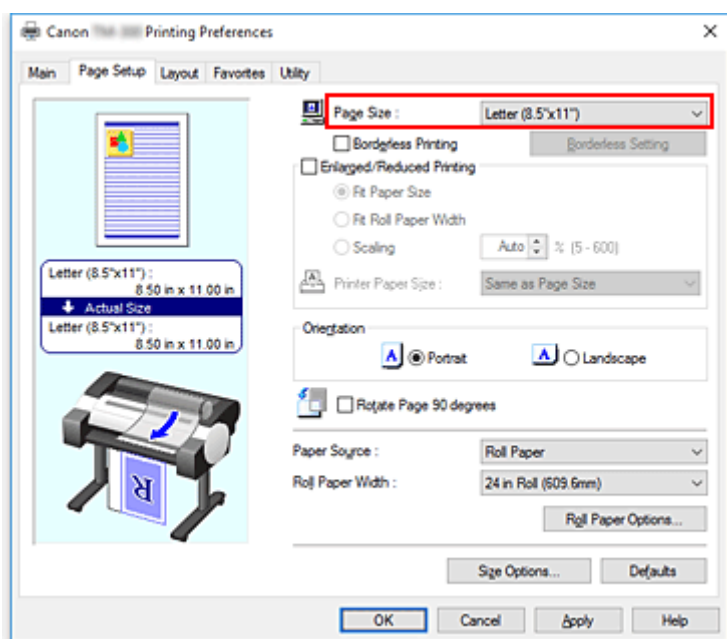 Canon Printing Preferences
Main Page Setup Layout Favorites Utility
Page Size : Letter (8.5"x11")
Borderless Printing Borderless Setting
Enlarged/Reduced Printing
Fit Paper Size
Fit Roll Paper Width
Scaling Auto % (5 - 600)
Printer Paper Size : Same as Page Size
Letter (8.5"x11") :
8.50 in x 11.00 in
Actual Size
Letter (8.5"x11") :
8.50 in x 11.00 in
Orientation
A Portrait A Landscape
Rotate Page 90 degrees
R
Paper Source : Roll Paper
Roll Paper Width : 24 in Roll (609.6mm)
Roll Paper Options...
Size Options... Defaults
OK Cancel Apply Help